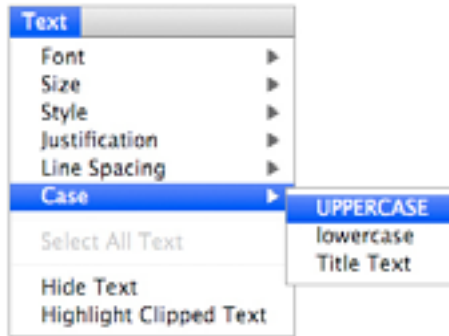 Text
Font
Size
Style
Justification
Line Spacing
Case
UPPERCASE
lowercase
Title Text
Select All Text
Hide Text
Highlight Clipped Text